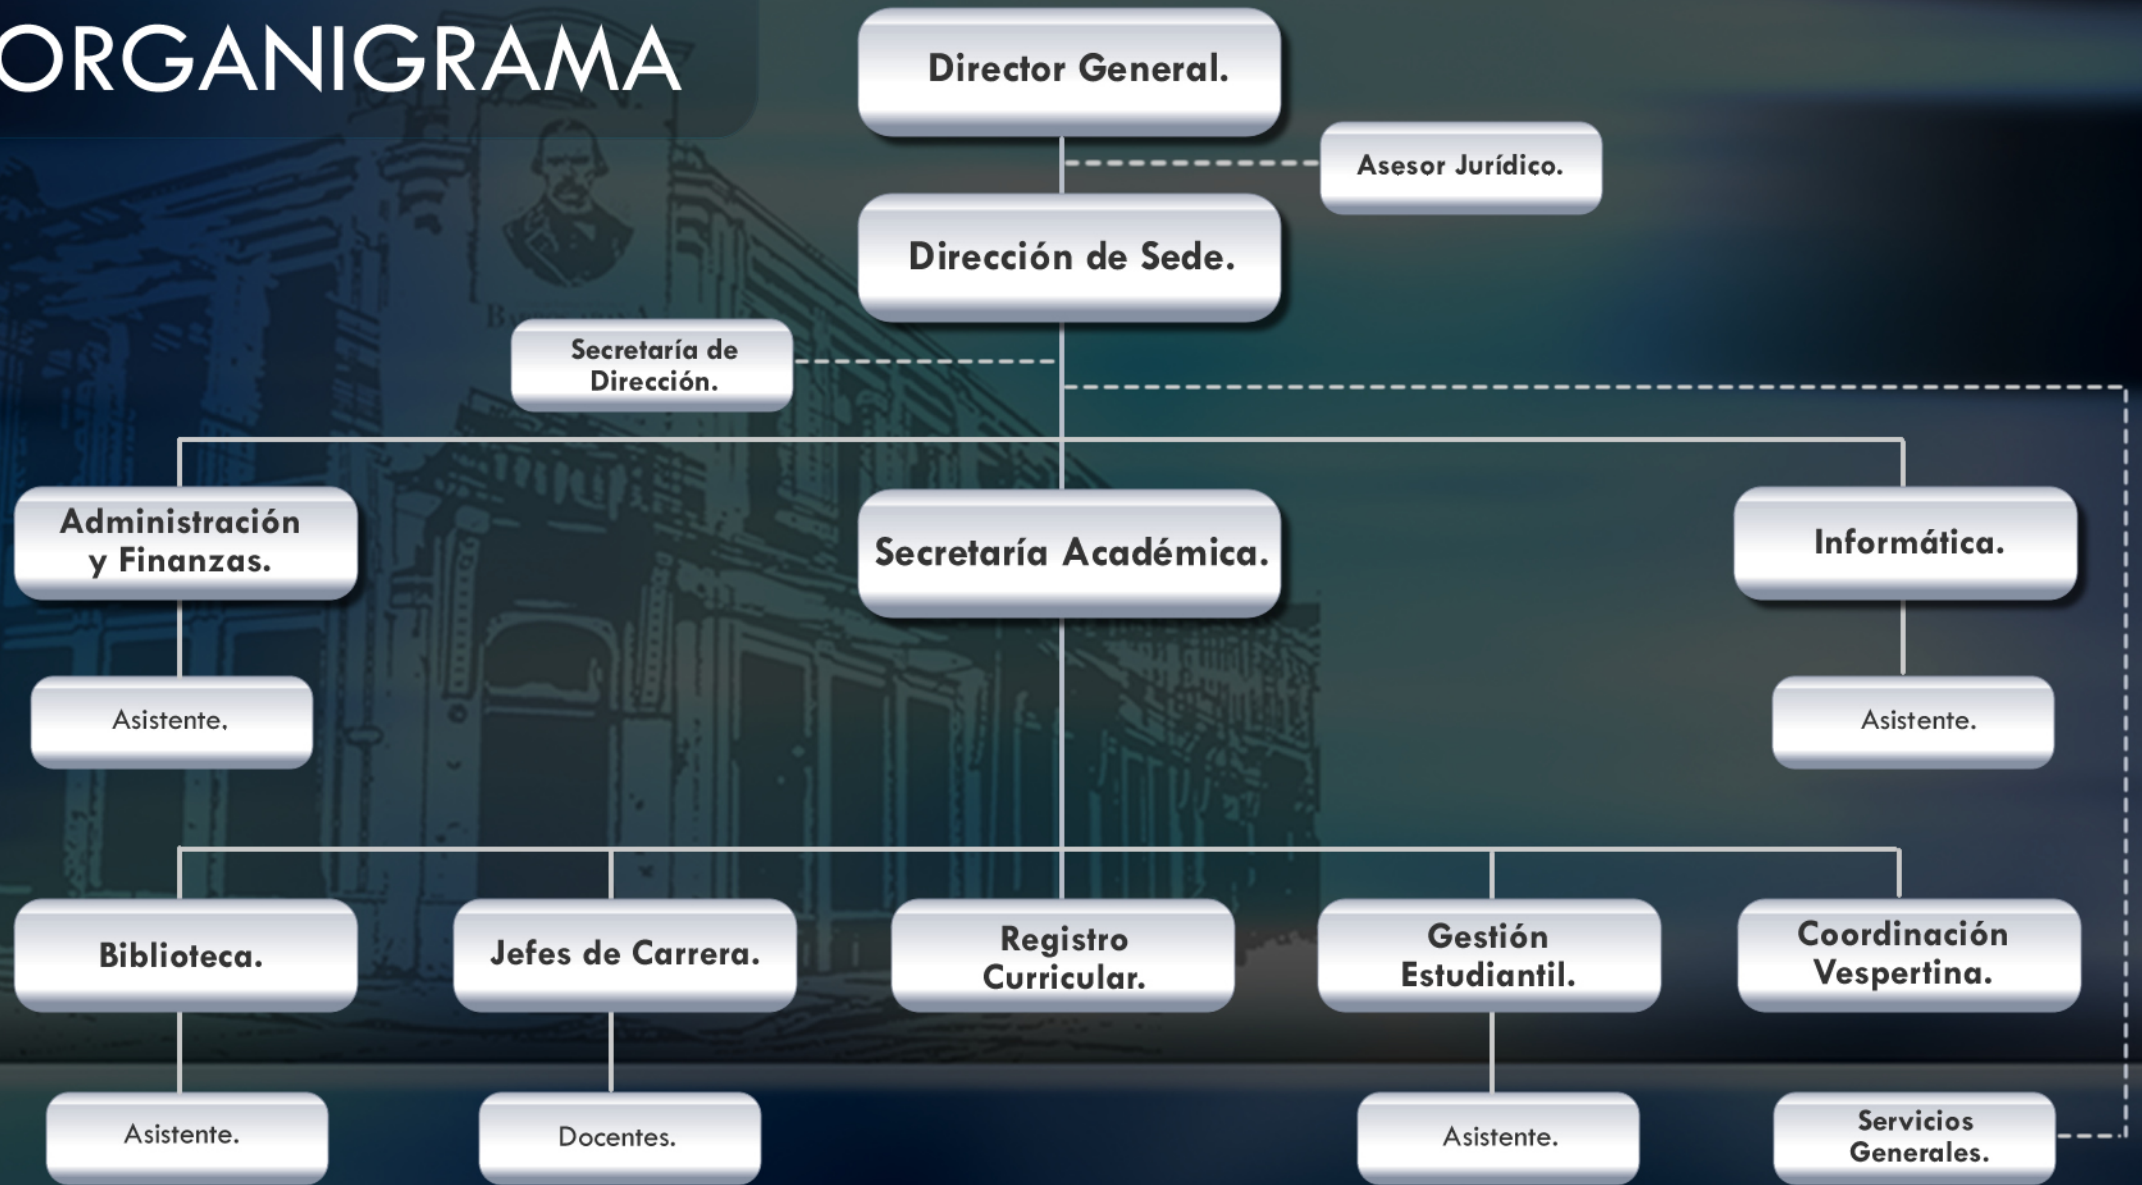 ORGANIGRAMA
Director General.
Asesor Jurídico.
Dirección de Sede.
Secretaría de
Dirección.
Administración
y Finanzas.
Secretaría Académica.
Informática.
Asistente.
Asistente.
Biblioteca.
Jefes de Carrera.
Registro
Curricular.
Gestión
Estudiantil.
Coordinación
Vespertina.
Asistente.
Docentes.
Asistente.
Servicios
Generales.